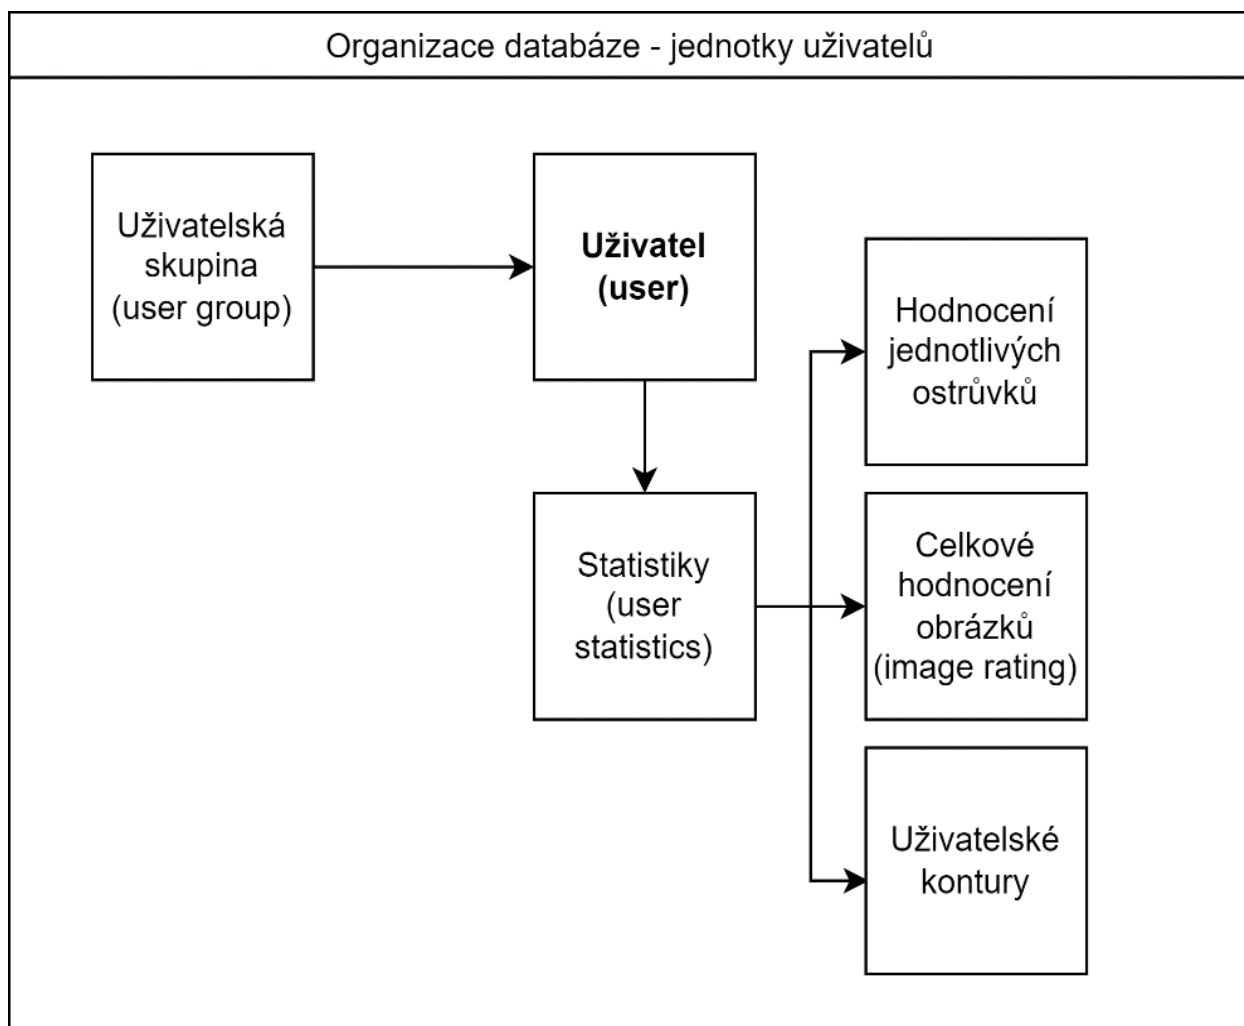 Organizace databáze - jednotky uživatelů
Uživatelská
skupina
(user group)
Uživatel
(user)
Hodnocení
jednotlivých
ostrůvků
Statistiky
(user
statistics)
Celkové
hodnocení
obrázků
(image rating)
Uživatelské
kontury